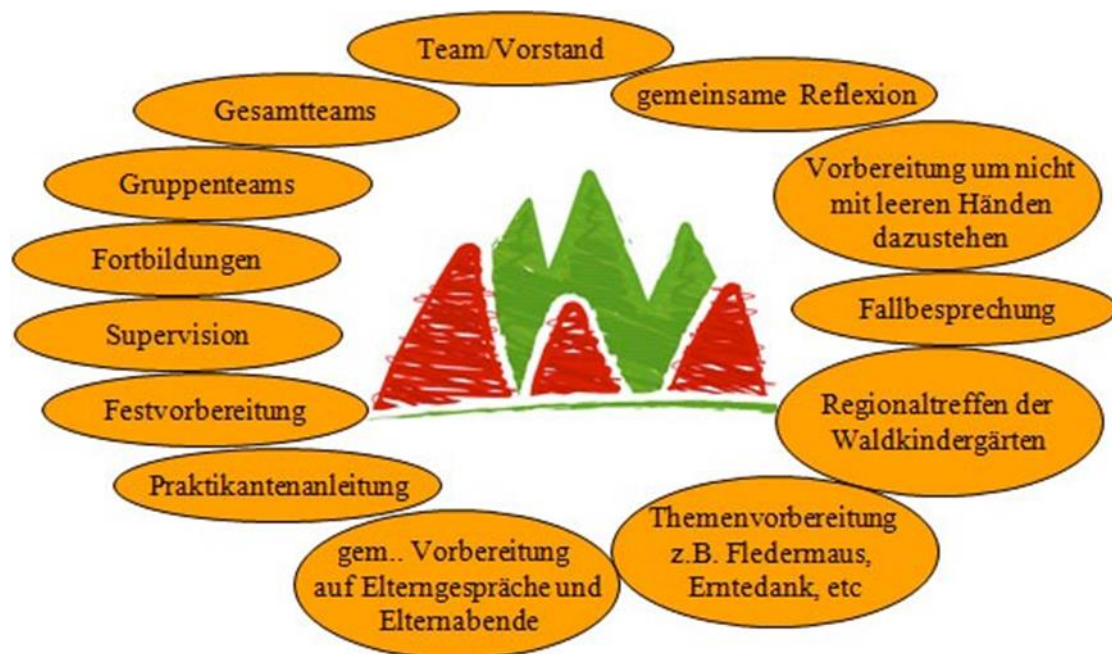 Team/Vorstand
gemeinsame Reflexion
Vorbereitung um nicht
mit leeren Händen
dazustehen
Fallbesprechung
Regionaltreffen der
Waldkindergärten
Themenvorbereitung
z.B. Fledermaus,
Erntedank, etc
gem.. Vorbereitung
auf Elterngespräche und
Elternabende
Praktikantenanleitung
Festvorbereitung
Supervision
Fortbildungen
Gruppenteams
Gesamtteams